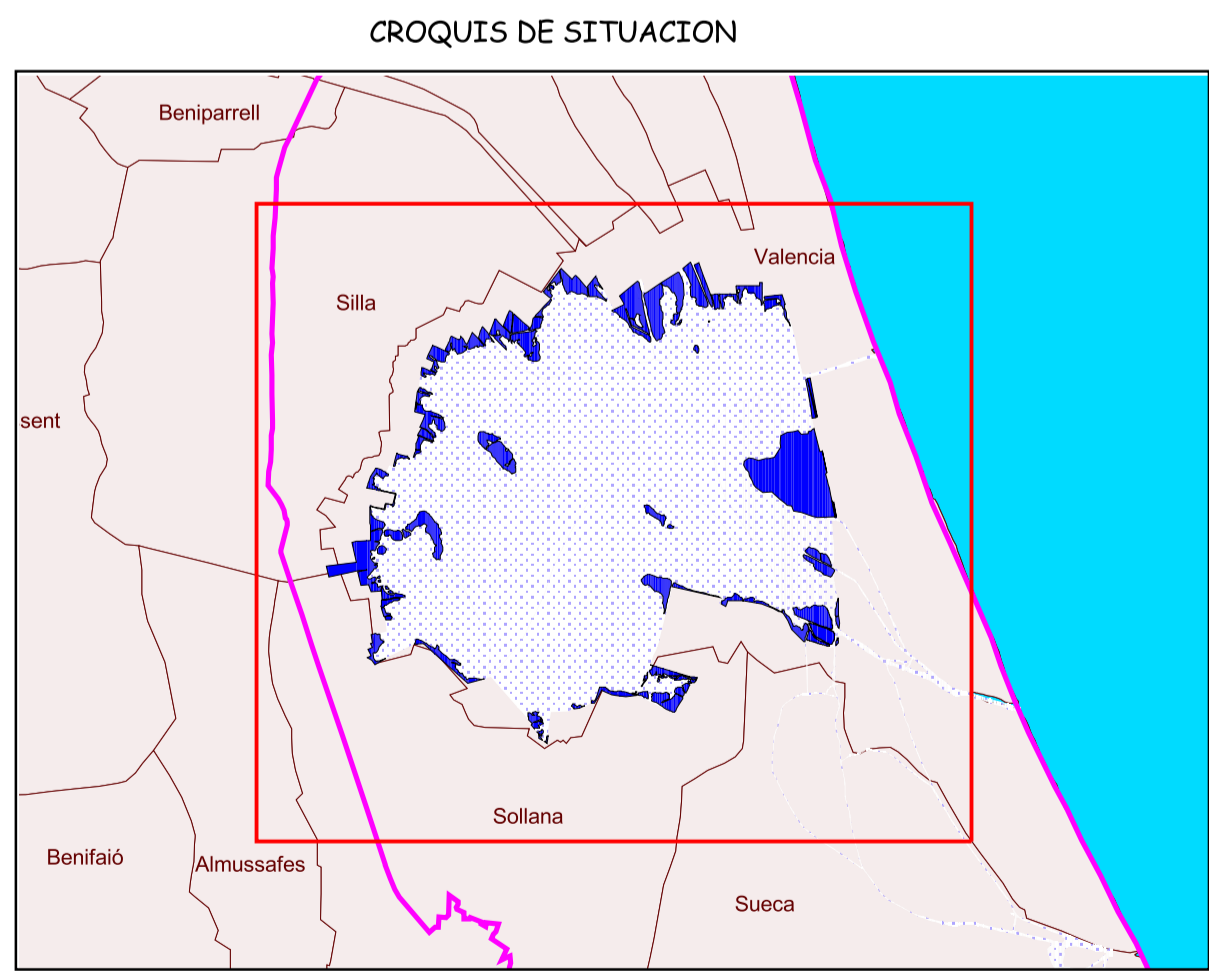 CROQUIS DE SITUACION
Beniparrell
Valencia
Silla
sent
Sollana
Benifaió
Almussafes
Sueca